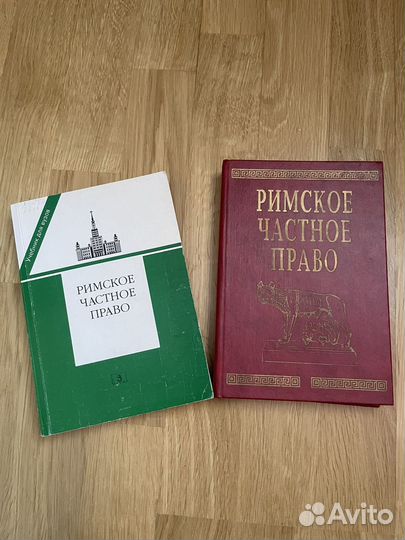 Учебник для вузов
РИМСКОЕ
ЧАСТНОЕ
ПРАВО
РИМСКОЕ
ЧАСТНОЕ
ПРАВО
Avito